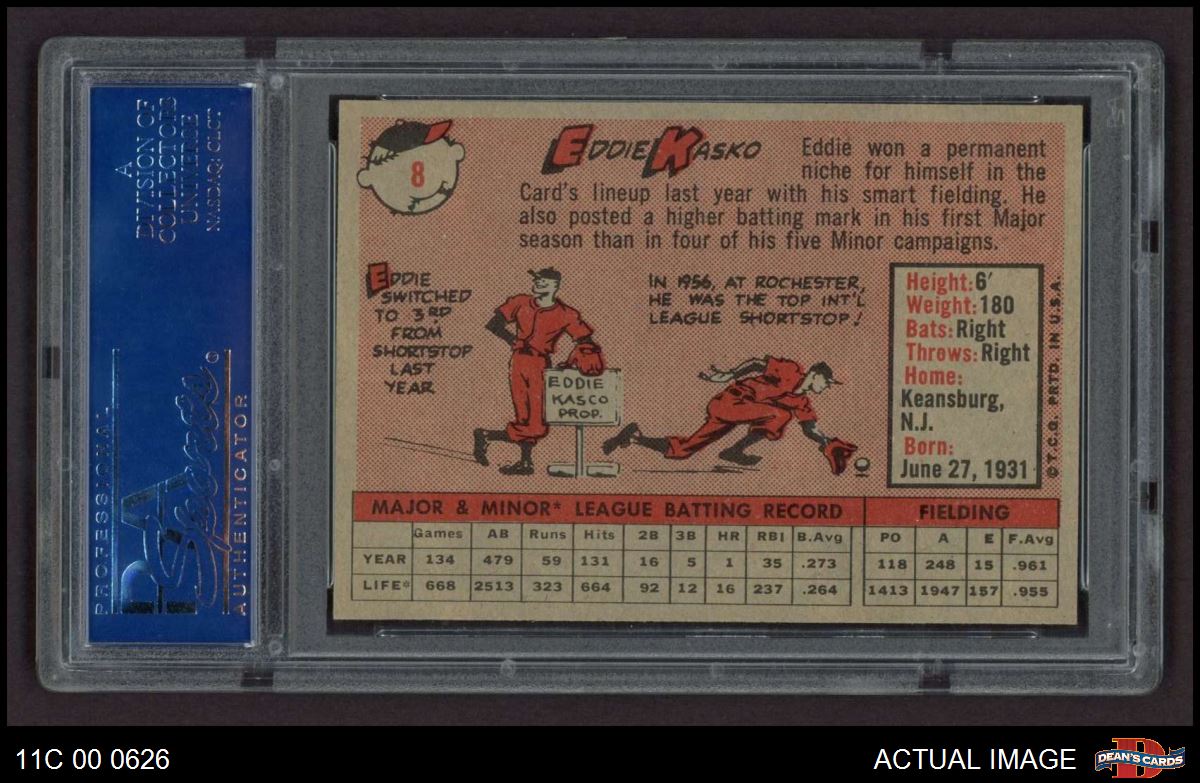 A
DIVISION OF
COLLECTORS
UNIVERSE
NASDAQ: CLCT
PROFESSIONAL
PSA
Sports ®
AUTHENTICATOR
8
EDDIE KASKO
Eddie won a permanent
niche for himself in the
Card's lineup last year with his smart fielding. He
also posted a higher batting mark in his first Major
season than in four of his five Minor campaigns.
EDDIE
SWITCHED
TO 3RD
FROM
SHORTSTOP
LAST
YEAR
EDDIE
KASCO
PROP.
IN 1956, AT ROCHESTER,
HE WAS THE TOP INT'L
LEAGUE SHORTSTOP!
Height: 6'
Weight: 180
Bats: Right
Throws: Right
Home:
Keansburg,
N.J.
Born:
June 27, 1931
©T.C.G. PRTD. IN U.S.A.
MAJOR & MINOR* LEAGUE BATTING RECORD FIELDING
Games AB Runs Hits 2B 3B HR RBI B.Avg PO A E F.Avg
YEAR 134 479 59 131 16 5 1 35 .273 118 248 15 .961
LIFE* 668 2513 323 664 92 12 16 237 .264 1413 1947 157 .955
11C 00 0626
ACTUAL IMAGE
D
DEAN'S CARDS